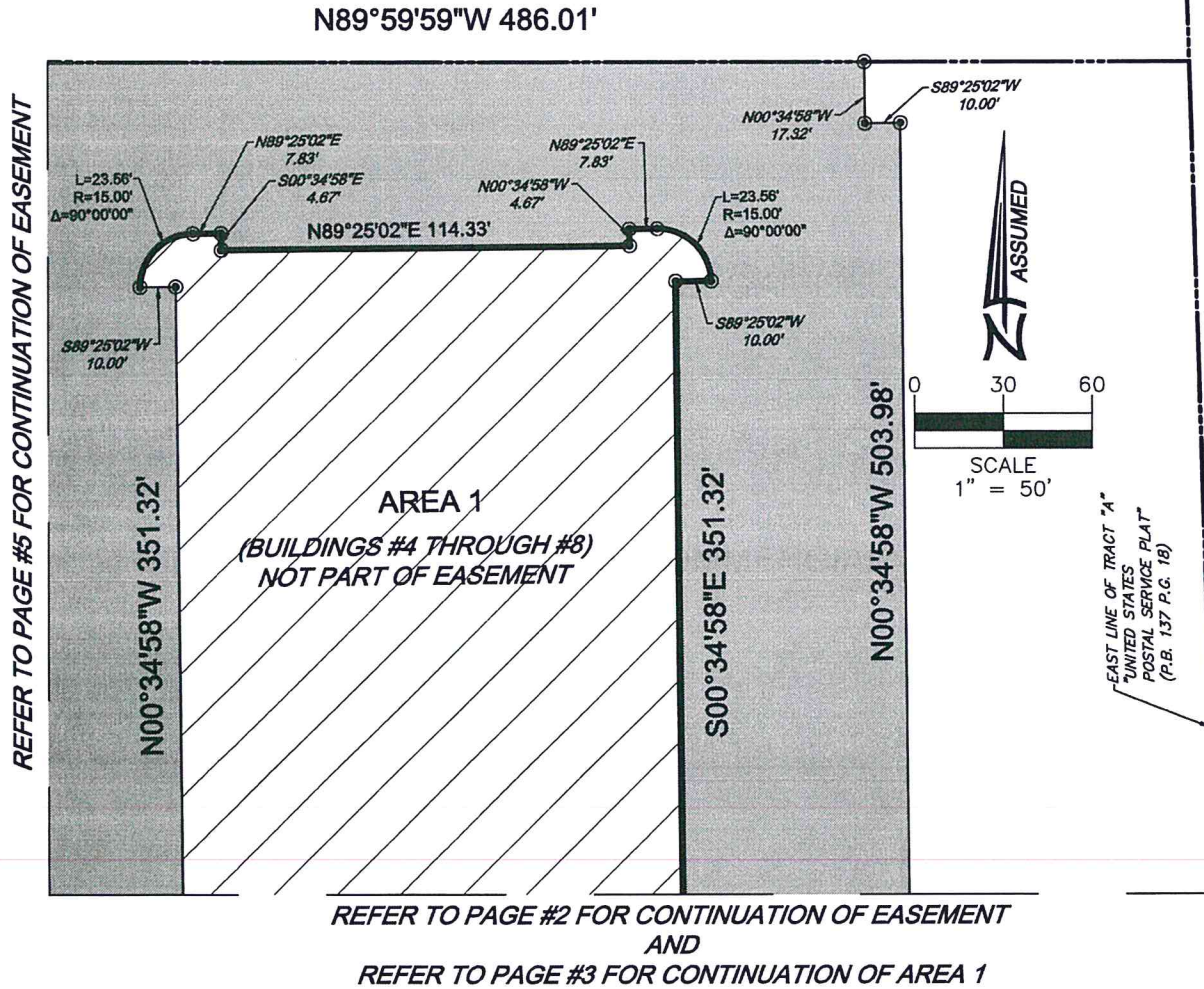 N89°59'59"W 486.01'
REFER TO PAGE #5 FOR CONTINUATION OF EASEMENT
S89°25'02"W
10.00'
N00°34'58"W
17.32'
N89°25'02"E
7.83'
N89°25'02"E
7.83'
L=23.56'
R=15.00'
Δ=90°00'00"
S00°34'58"E
4.67'
N00°34'58"W
4.67'
L=23.56'
R=15.00'
Δ=90°00'00"
N89°25'02"E 114.33'
ASSUMED
N
S89°25'02"W
10.00'
S89°25'02"W
10.00'
0 30 60
SCALE
1" = 50'
N00°34'58"W 351.32'
AREA 1
(BUILDINGS #4 THROUGH #8)
NOT PART OF EASEMENT
S00°34'58"E 351.32'
N00°34'58"W 503.98'
EAST LINE OF TRACT "A"
"UNITED STATES
POSTAL SERVICE PLAT"
(P.B. 137 P.G. 18)
REFER TO PAGE #2 FOR CONTINUATION OF EASEMENT
AND
REFER TO PAGE #3 FOR CONTINUATION OF AREA 1